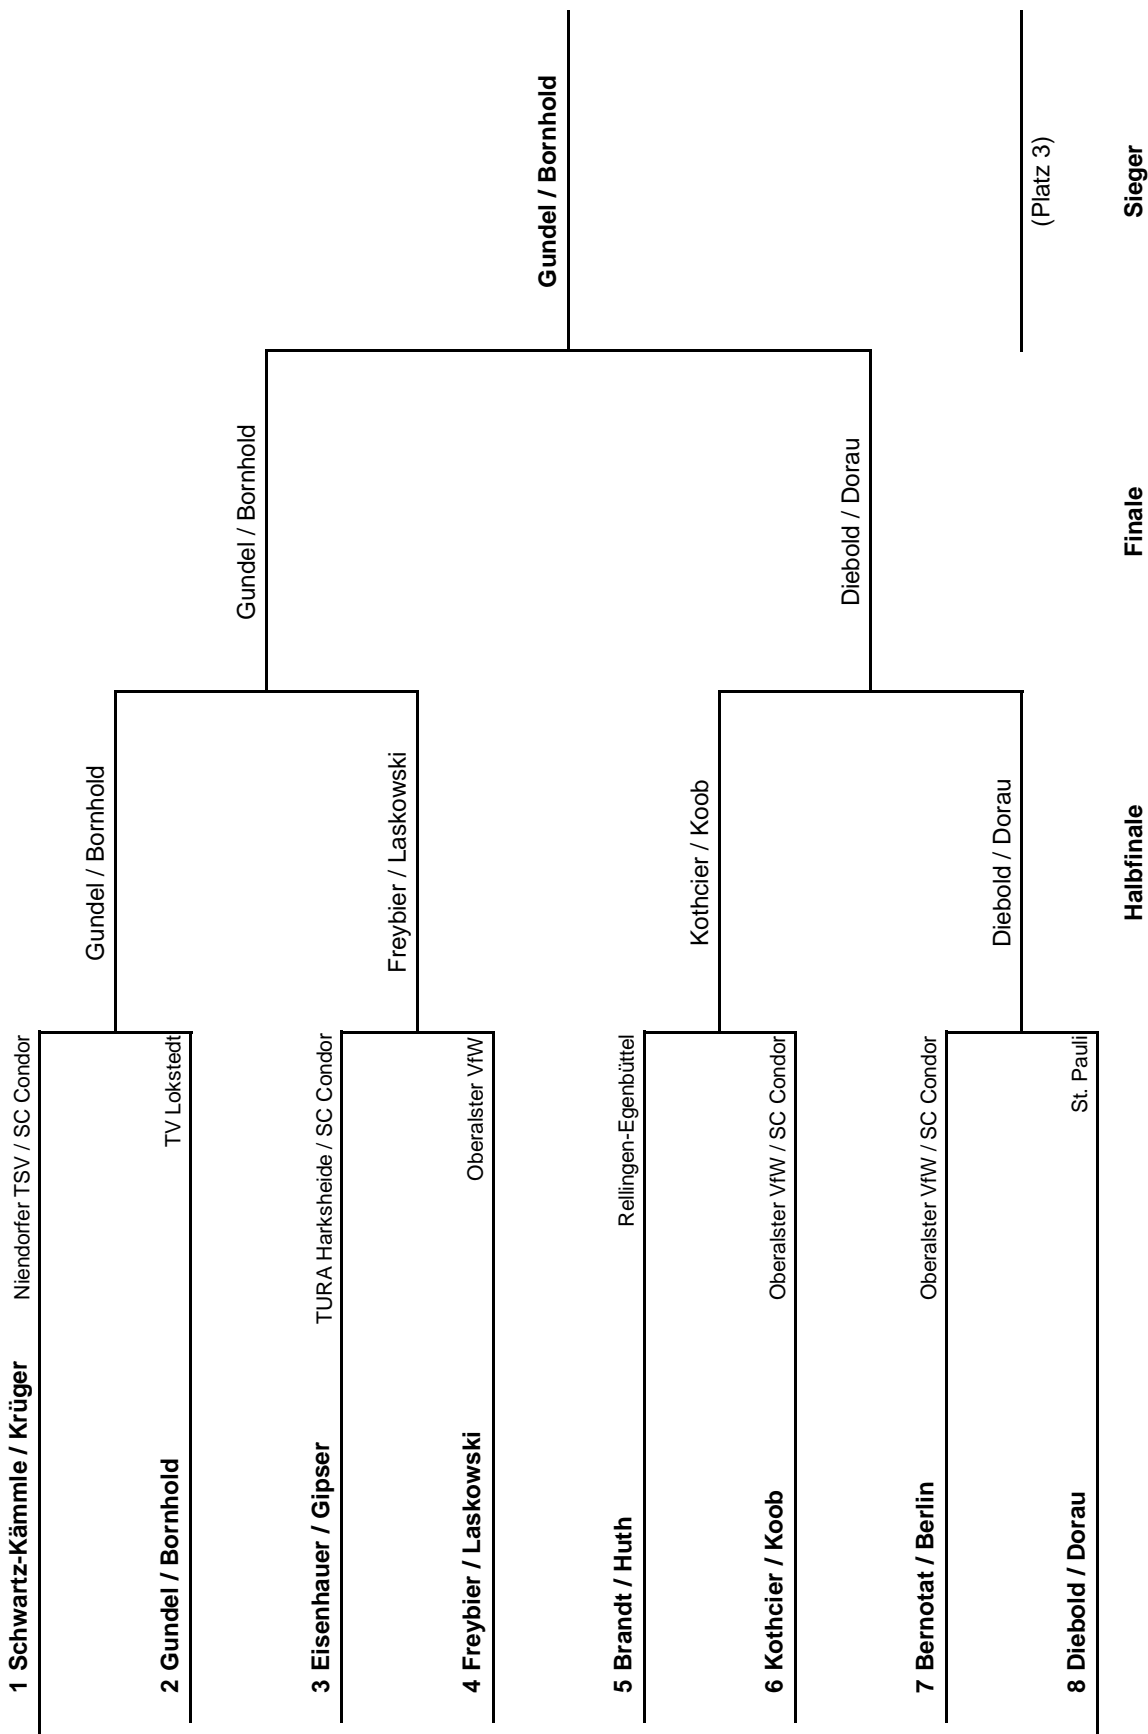 1 Schwartz-Kämmle / Krüger Niendorfer TSV / SC Condor
Gundel / Bornhold
2 Gundel / Bornhold TV Lokstedt
Gundel / Bornhold
3 Eisenhauer / Gipser TURA Harksheide / SC Condor
Freybier / Laskowski
4 Freybier / Laskowski Oberalster VfW
Gundel / Bornhold
5 Brandt / Huth Rellingen-Egenbüttel
Kothcier / Koob
6 Kothcier / Koob Oberalster VfW / SC Condor
Diebold / Dorau
7 Bernotat / Berlin Oberalster VfW / SC Condor
Diebold / Dorau
(Platz 3)
8 Diebold / Dorau St. Pauli
Halbfinale Finale Sieger